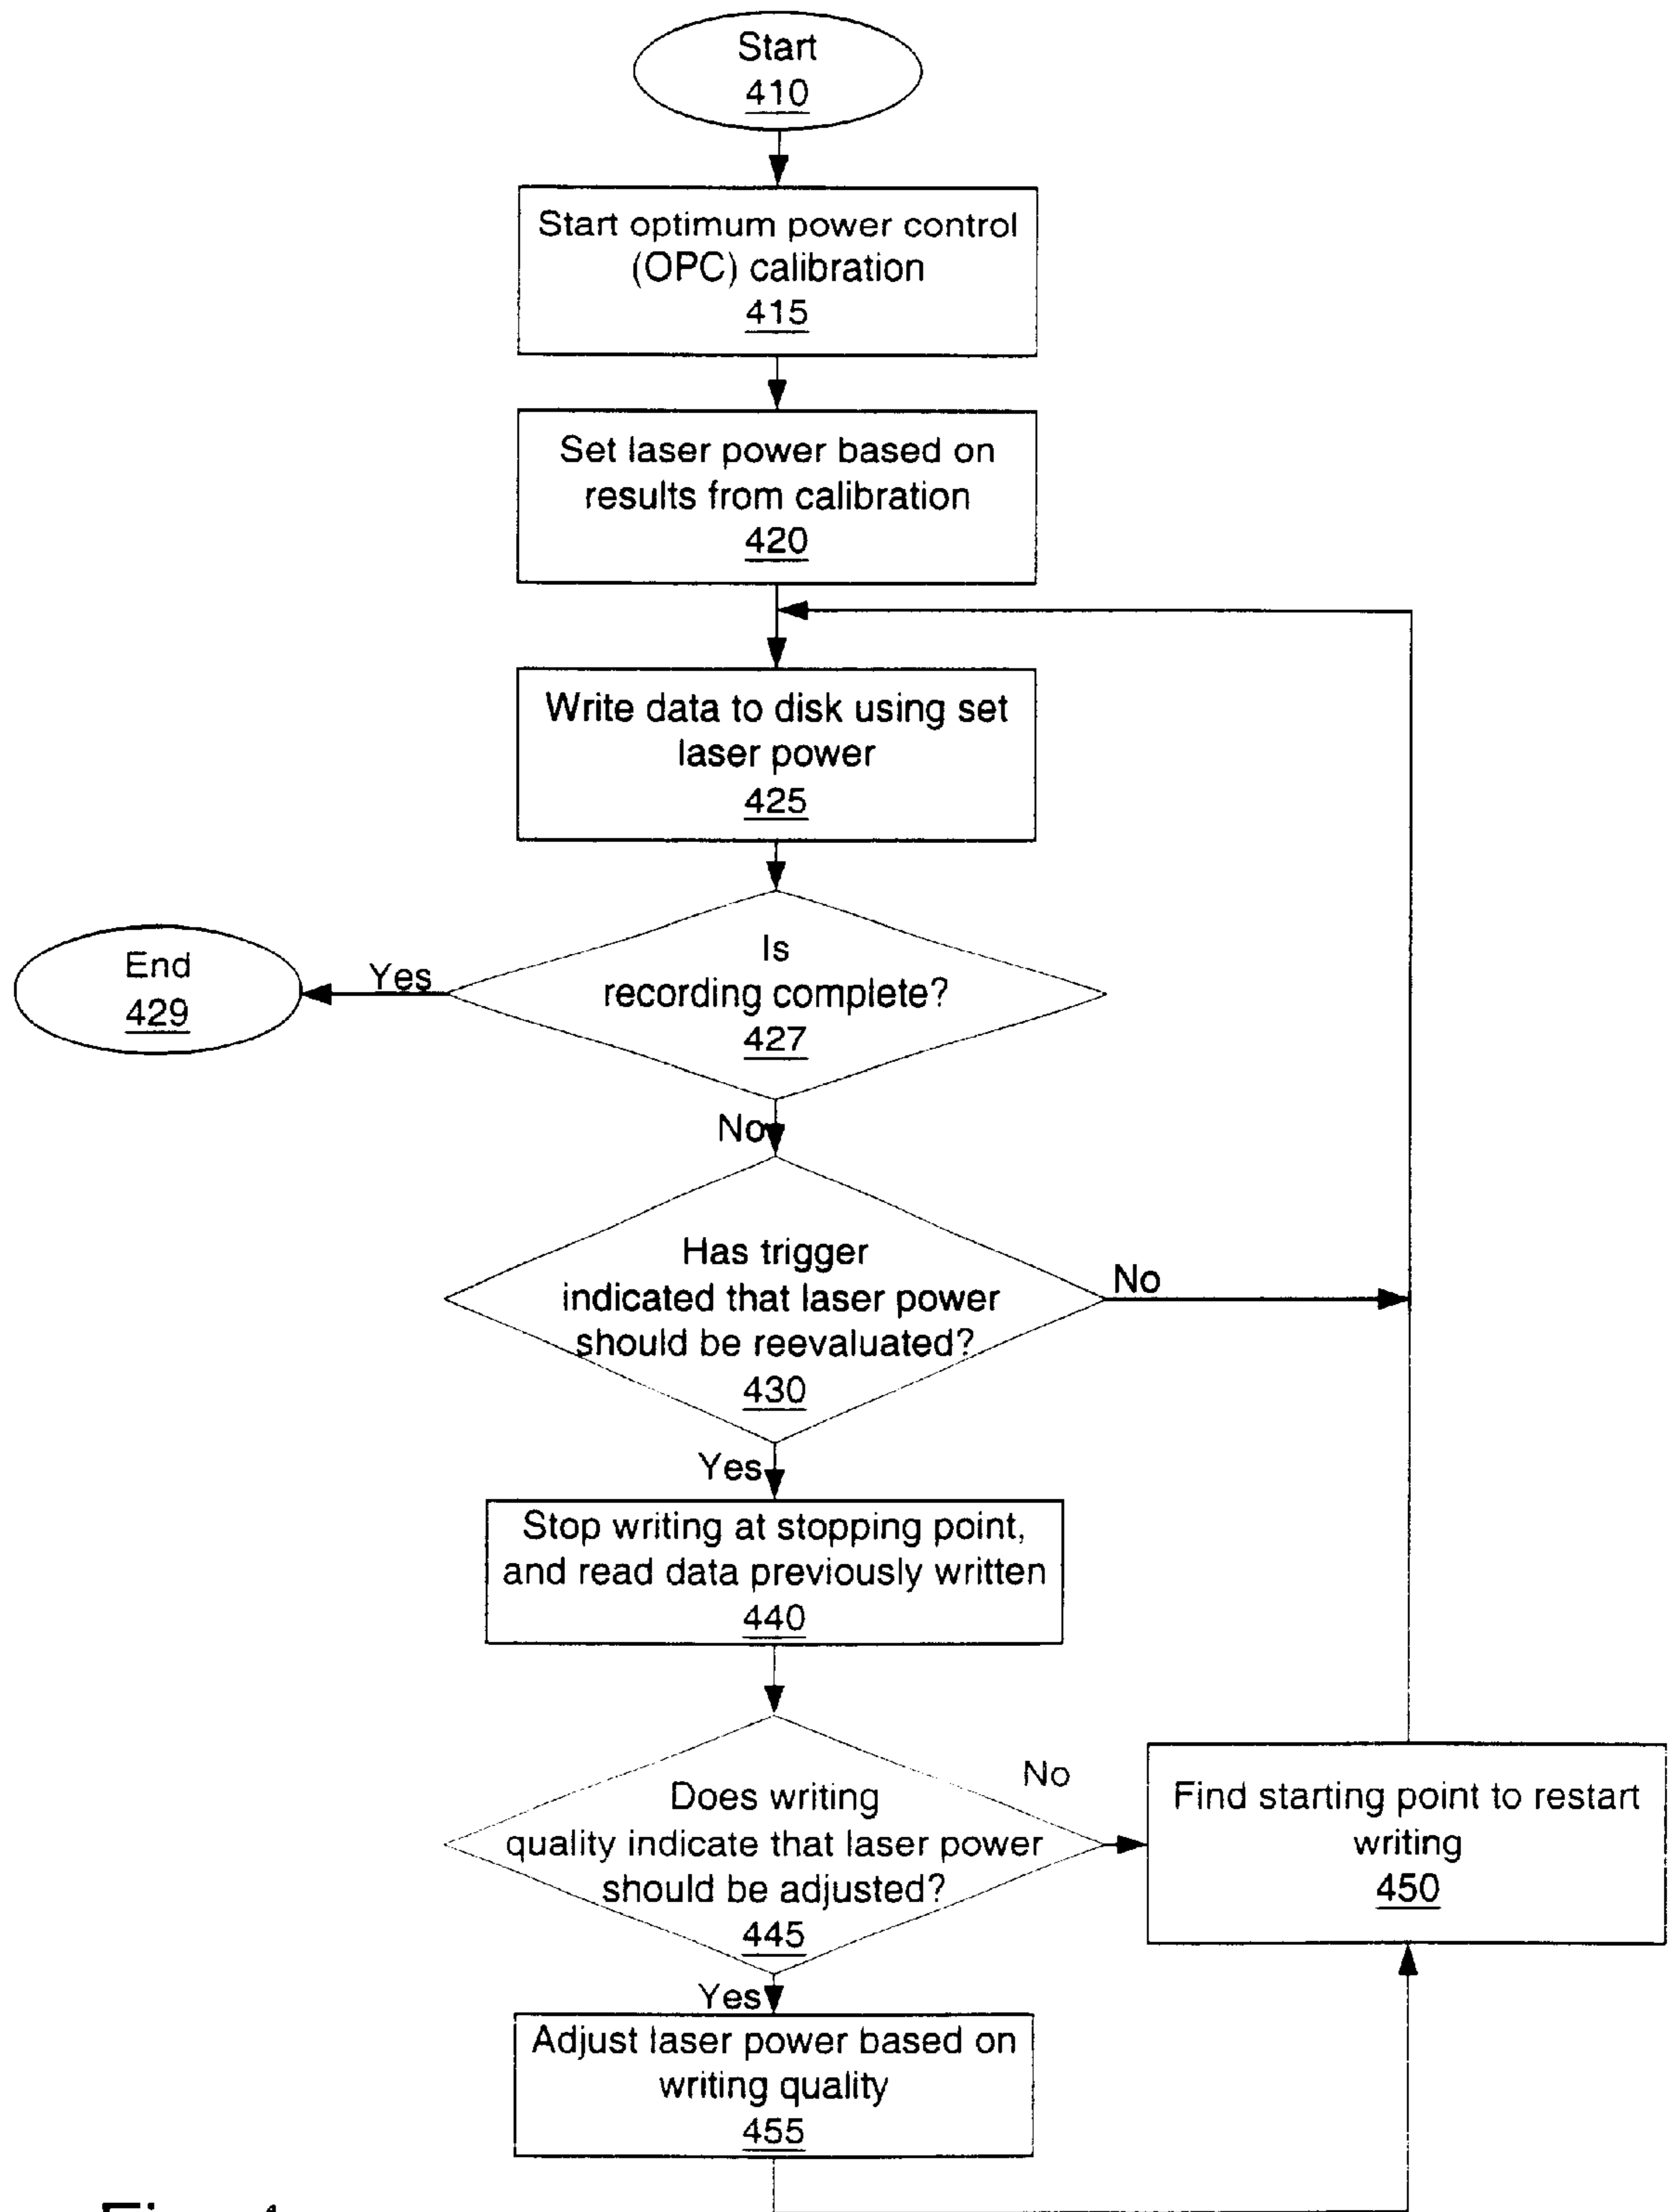 Start
410
Start optimum power control
(OPC) calibration
415
Set laser power based on
results from calibration
420
Write data to disk using set
laser power
425
Is
recording complete?
427
Yes
End
429
No
Has trigger
indicated that laser power
should be reevaluated?
430
No
Yes
Stop writing at stopping point,
and read data previously written
440
Does writing
quality indicate that laser power
should be adjusted?
445
No
Find starting point to restart
writing
450
Yes
Adjust laser power based on
writing quality
455